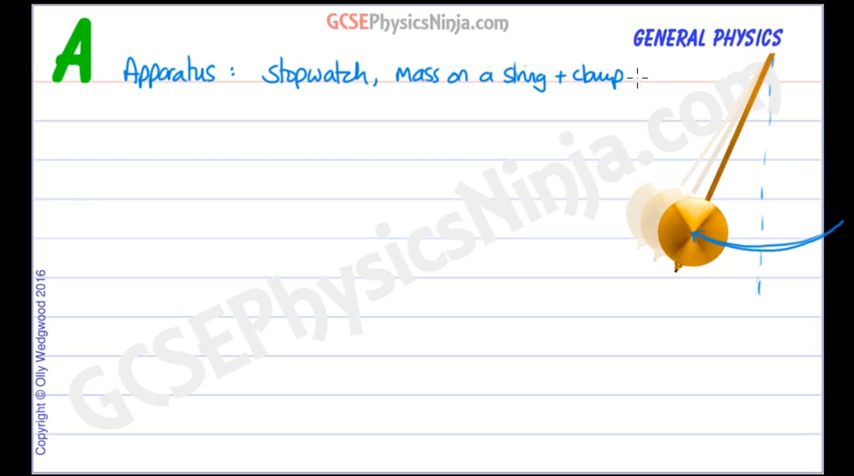 GCSEPhysicsNinja.com
GENERAL PHYSICS
A
Apparatus : Stopwatch, mass on a string + clamp
GCSEPhysicsNinja.com
Copyright © Olly Wedgwood 2016